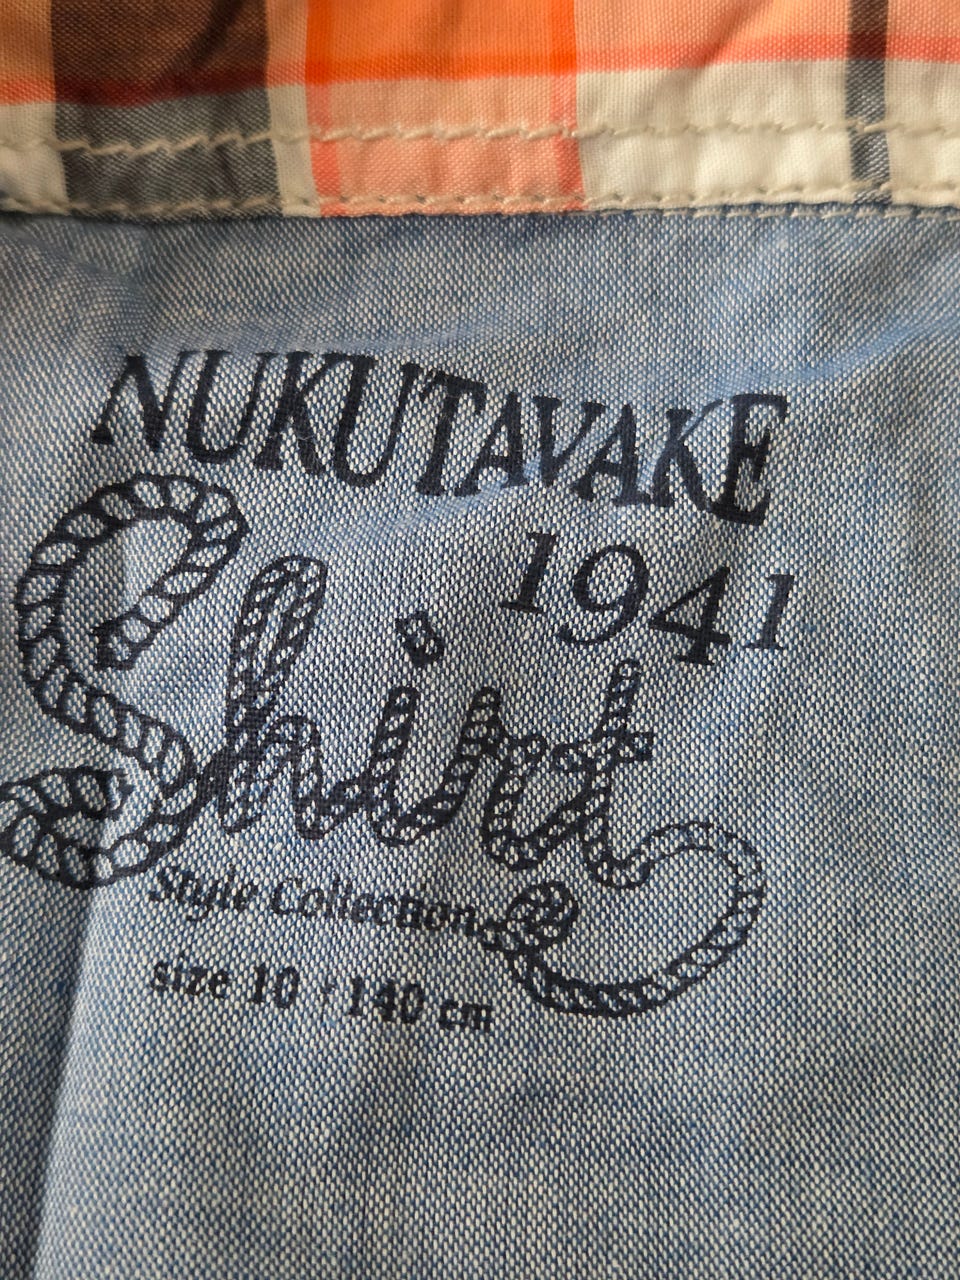 NUKUTAVAKE
1941
Shirt
Style Collection
size 10 : 140 cm